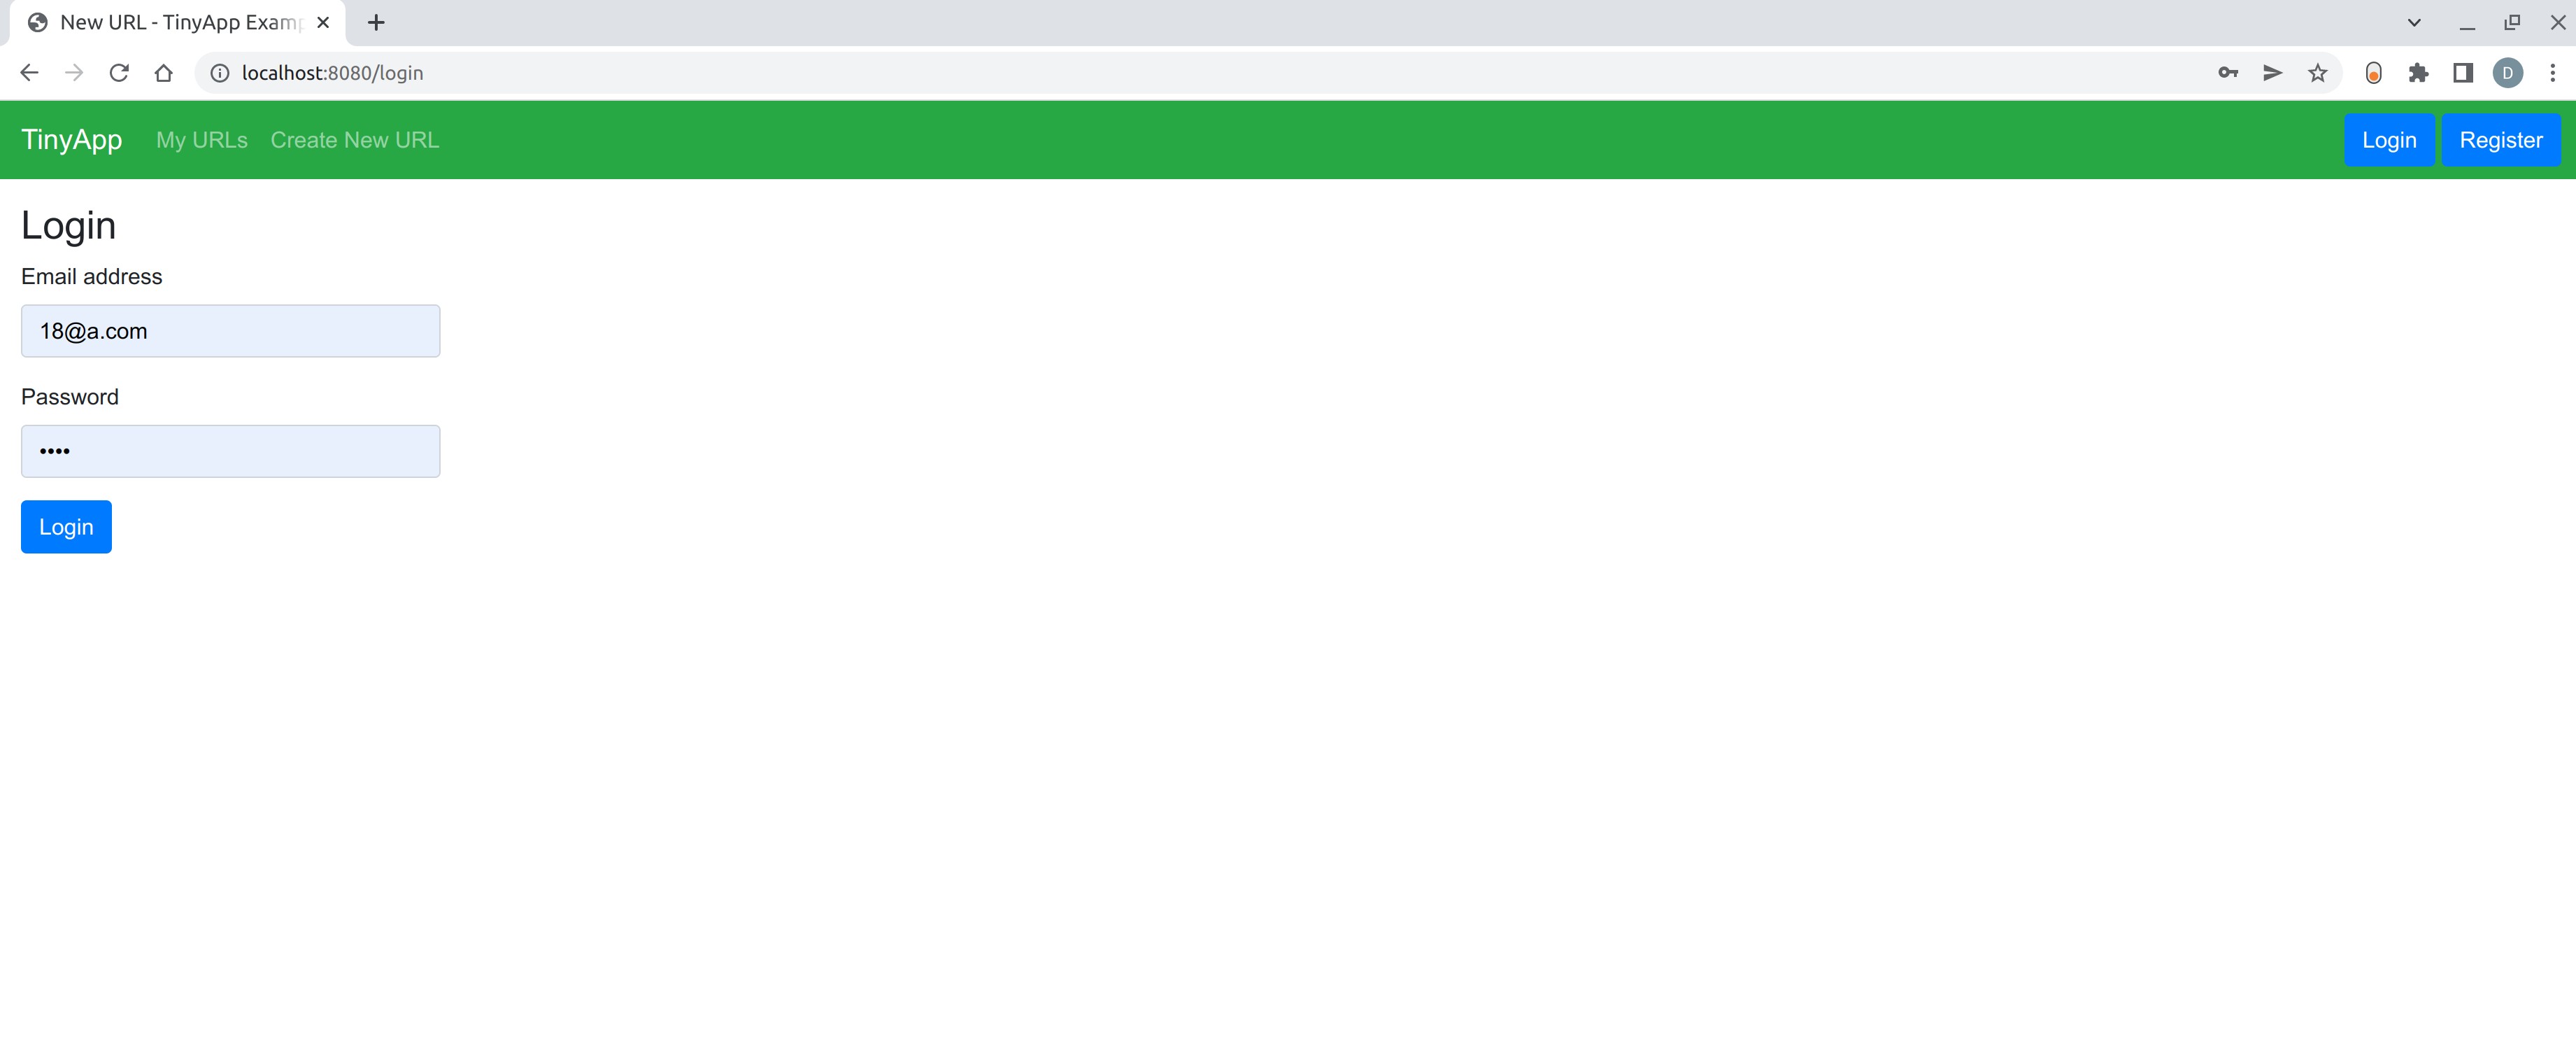 New URL - TinyApp Examp
localhost:8080/login
D
TinyApp My URLs Create New URL Login Register
Login
Email address
18@a.com
Password
••••
Login